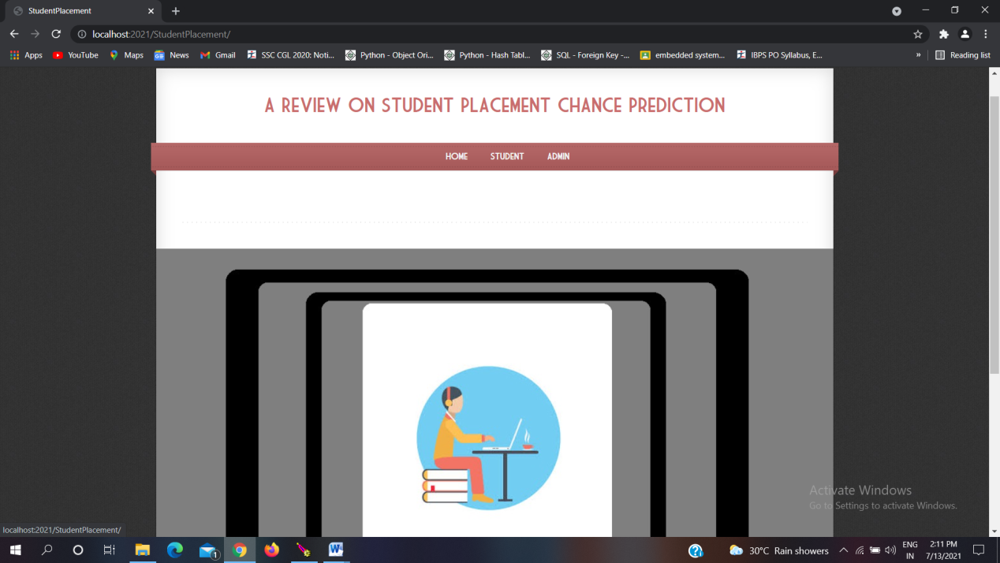 StudentPlacement
localhost:2021/StudentPlacement/
Apps YouTube Maps News Gmail SSC CGL 2020: Noti... Python - Object Ori... Python - Hash Tabl... SQL - Foreign Key -... embedded system... IBPS PO Syllabus, E... » Reading list
A REVIEW ON STUDENT PLACEMENT CHANCE PREDICTION
HOME STUDENT ADMIN
Activate Windows
Go to Settings to activate Windows.
localhost:2021/StudentPlacement/
1
30°C Rain showers
ENG
IN
2:11 PM
7/13/2021